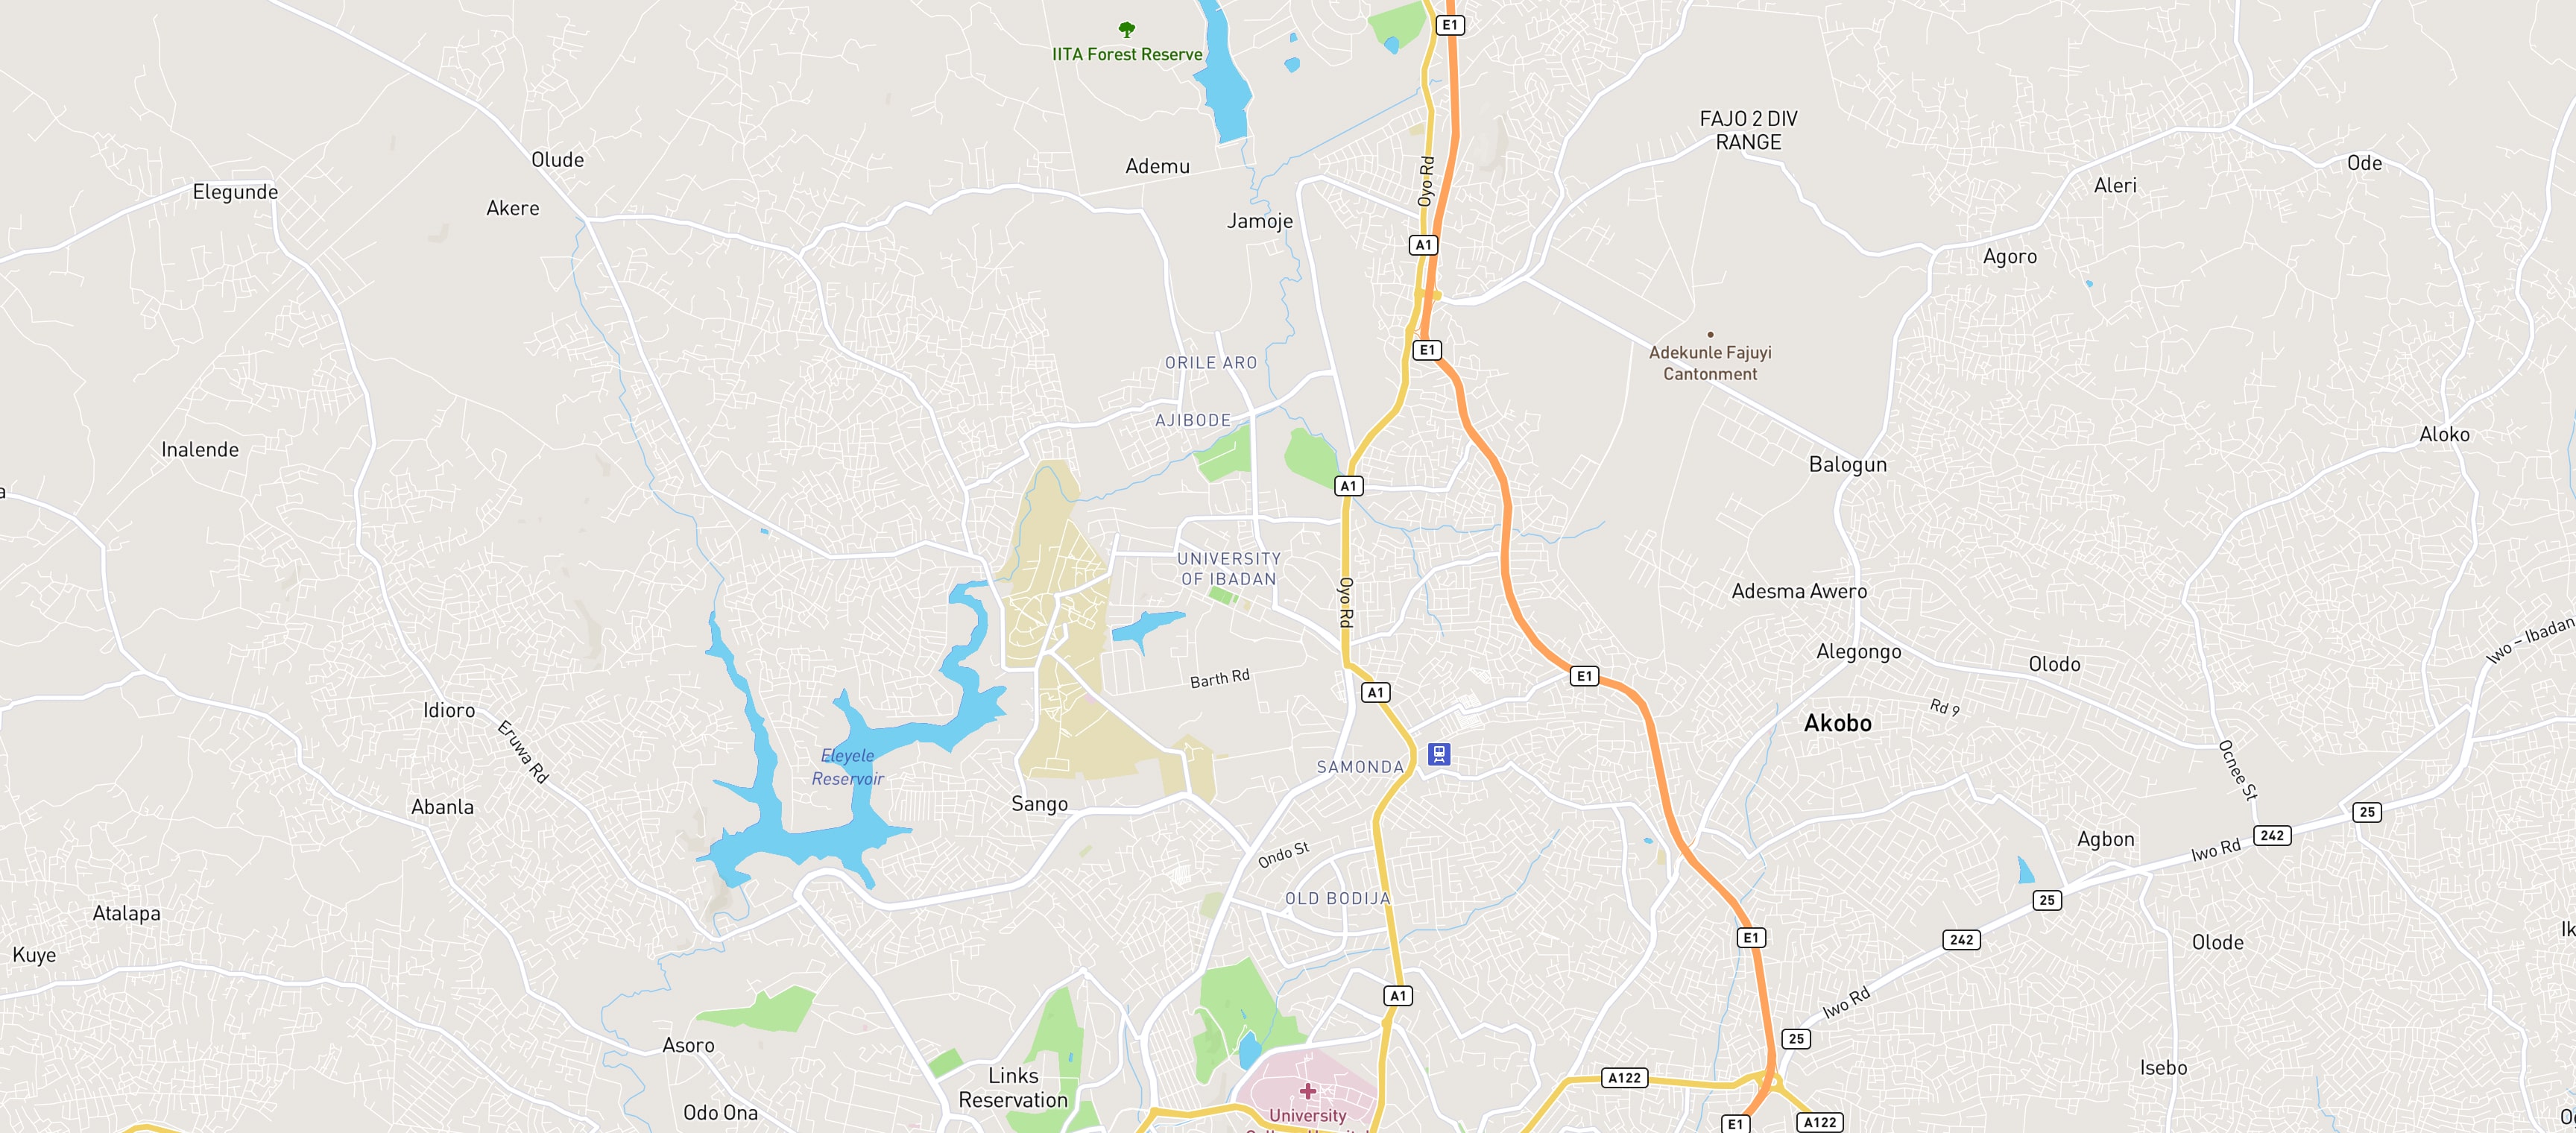 E1
IITA Forest Reserve
FAJO 2 DIV
RANGE
Olude
Ademu
Oyo Rd
Ode
Elegunde
Aleri
Akere
Jamoje
A1
Agoro
E1
Adekunle Fajuyi
Cantonment
ORILE ARO
AJIBODE
Aloko
Inalende
Balogun
A1
a
UNIVERSITY
OF IBADAN
Oyo Rd
Adesma Awero
Iwo – Ibadan
Alegongo
Olodo
Barth Rd
E1
A1
Idioro
Rd 9
Akobo
Eruwa Rd
Eleyele
Reservoir
SAMONDA
Ocnee St
Sango
Abanla
25
242
Agbon
Iwo Rd
Ondo St
OLD BODIJA
25
Atalapa
E1
242
Olode
Kuye
Ik
A1
Iwo Rd
25
Asoro
Isebo
Links
Reservation
A122
Odo Ona
University
E1
A122